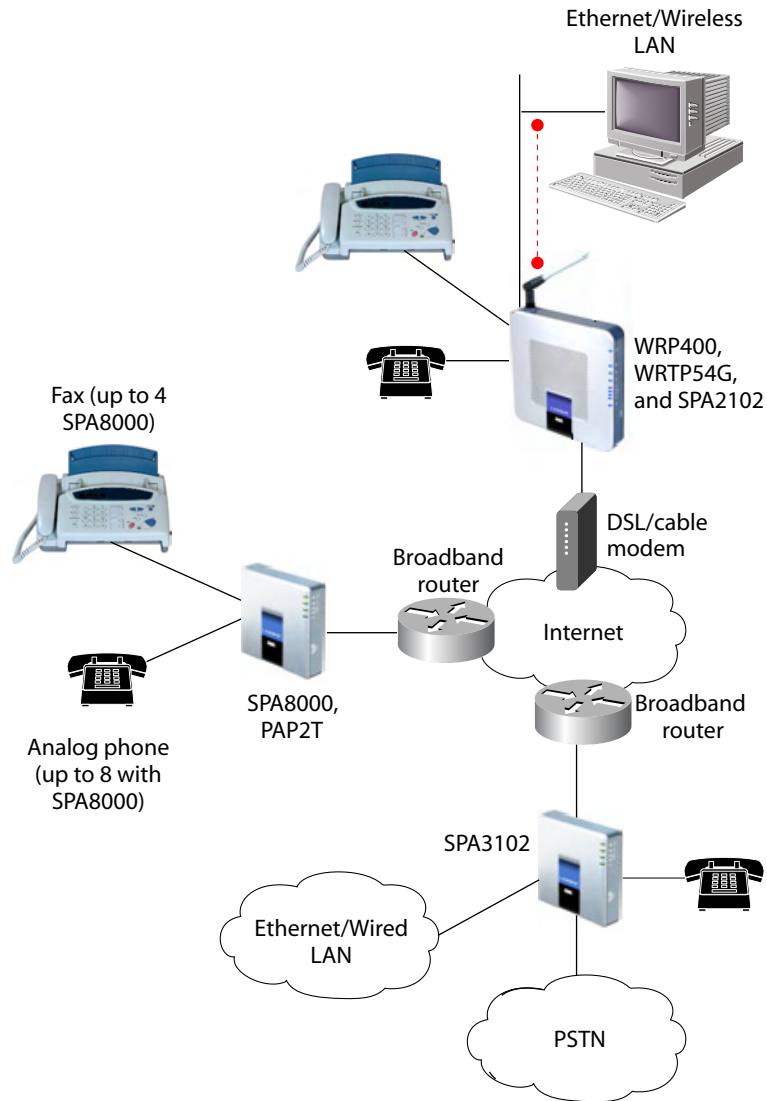 Ethernet/Wireless
LAN
WRP400,
WRTP54G,
and SPA2102
Fax (up to 4
SPA8000)
DSL/cable
modem
Broadband
router
Internet
SPA8000,
PAP2T
Broadband
router
Analog phone
(up to 8 with
SPA8000)
SPA3102
Ethernet/Wired
LAN
PSTN